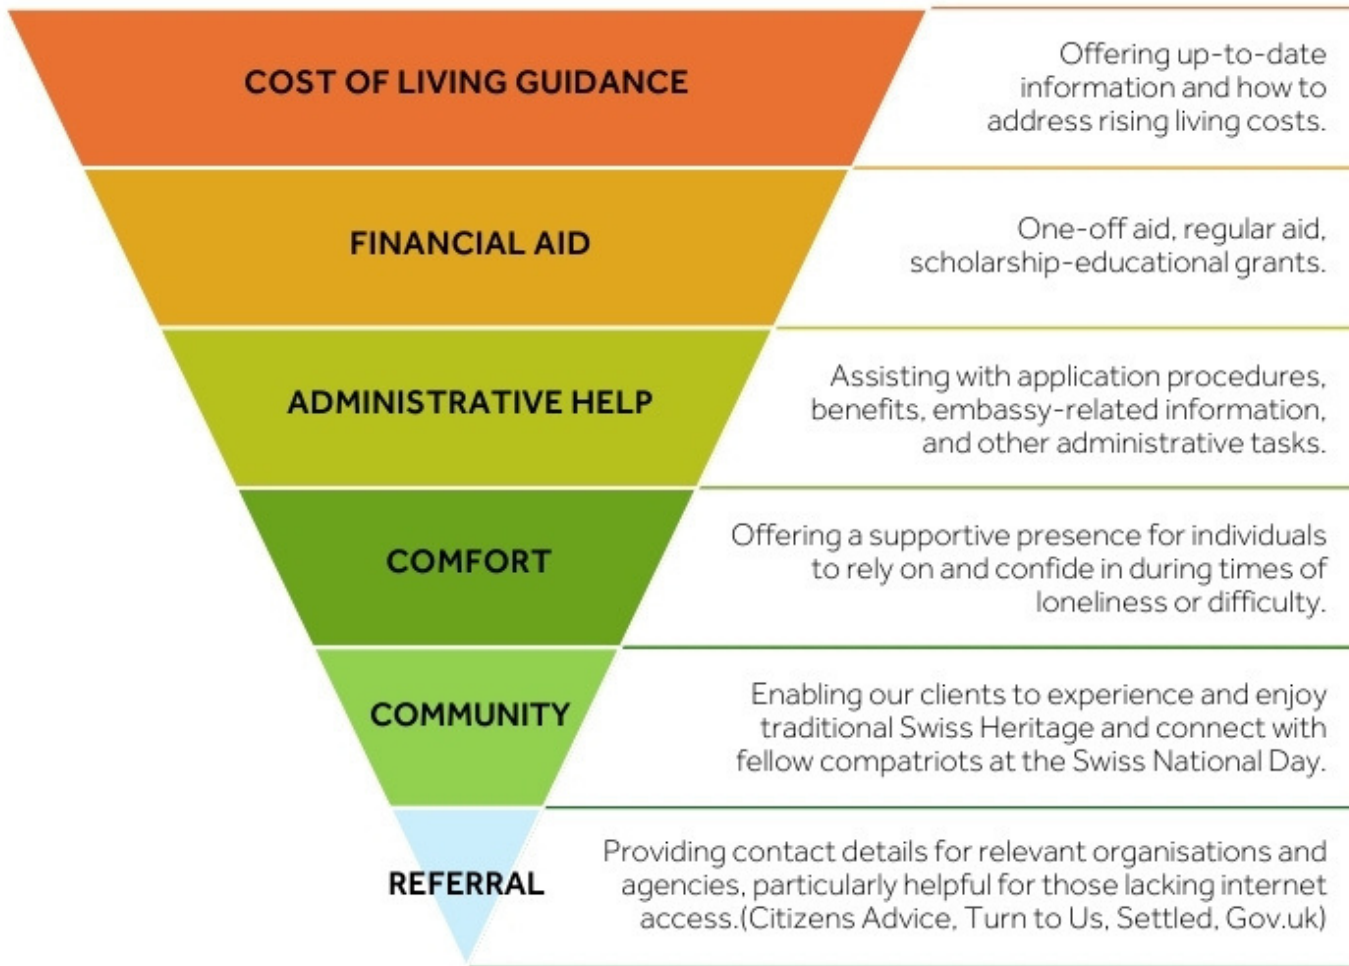 COST OF LIVING GUIDANCE
Offering up-to-date
information and how to
address rising living costs.
FINANCIAL AID
One-off aid, regular aid,
scholarship-educational grants.
ADMINISTRATIVE HELP
Assisting with application procedures,
benefits, embassy-related information,
and other administrative tasks.
COMFORT
Offering a supportive presence for individuals
to rely on and confide in during times of
loneliness or difficulty.
COMMUNITY
Enabling our clients to experience and enjoy
traditional Swiss Heritage and connect with
fellow compatriots at the Swiss National Day.
REFERRAL
Providing contact details for relevant organisations and
agencies, particularly helpful for those lacking internet
access.(Citizens Advice, Turn to Us, Settled, Gov.uk)